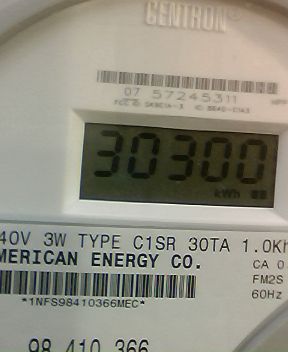 CENTRON®
07 57245311
30300
kWh
40V 3W TYPE C1SR 30TA 1.0Kh
MERICAN ENERGY CO.
CA 0
FM2S
60Hz
*1NFS98410366MEC*
98 410 366